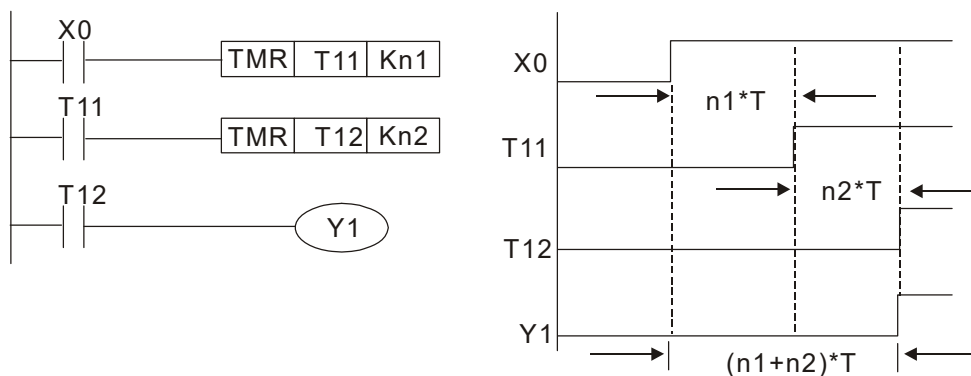 X0
TMR T11 Kn1
T11
TMR T12 Kn2
T12
Y1
X0
n1*T
T11
n2*T
T12
Y1
(n1+n2)*T